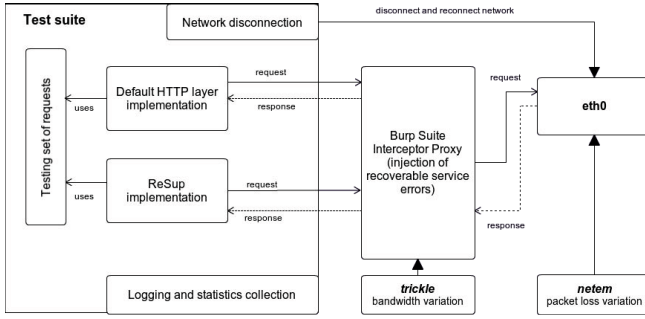 Test suite
Network disconnection
disconnect and reconnect network
Testing set of requests
uses
Default HTTP layer
implementation
request
response
uses
ReSup
implementation
request
response
Burp Suite
Interceptor Proxy
(injection of
recoverable service
errors)
request
response
eth0
Logging and statistics collection
trickle
bandwidth variation
netem
packet loss variation